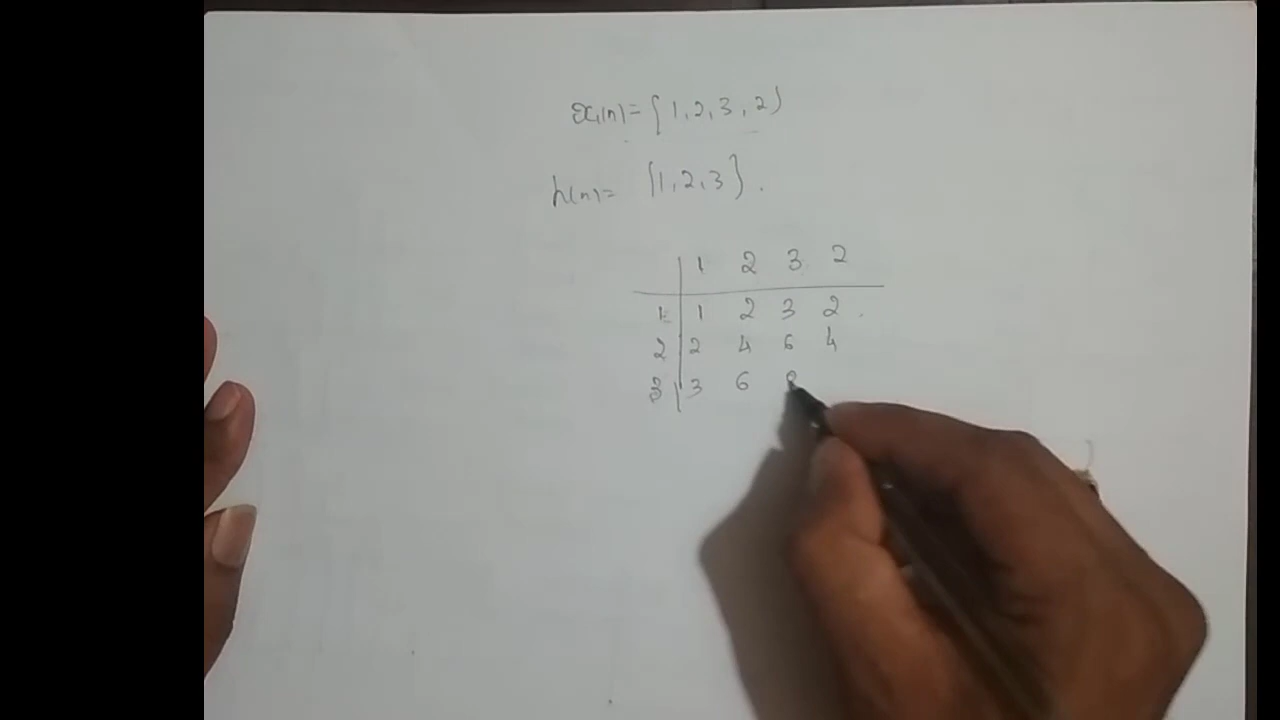 x(n)= {1,2,3,2}
h(n)= {1,2,3}.
1 2 3 2
1 1 2 3 2
2 2 4 6 4
3 3 6